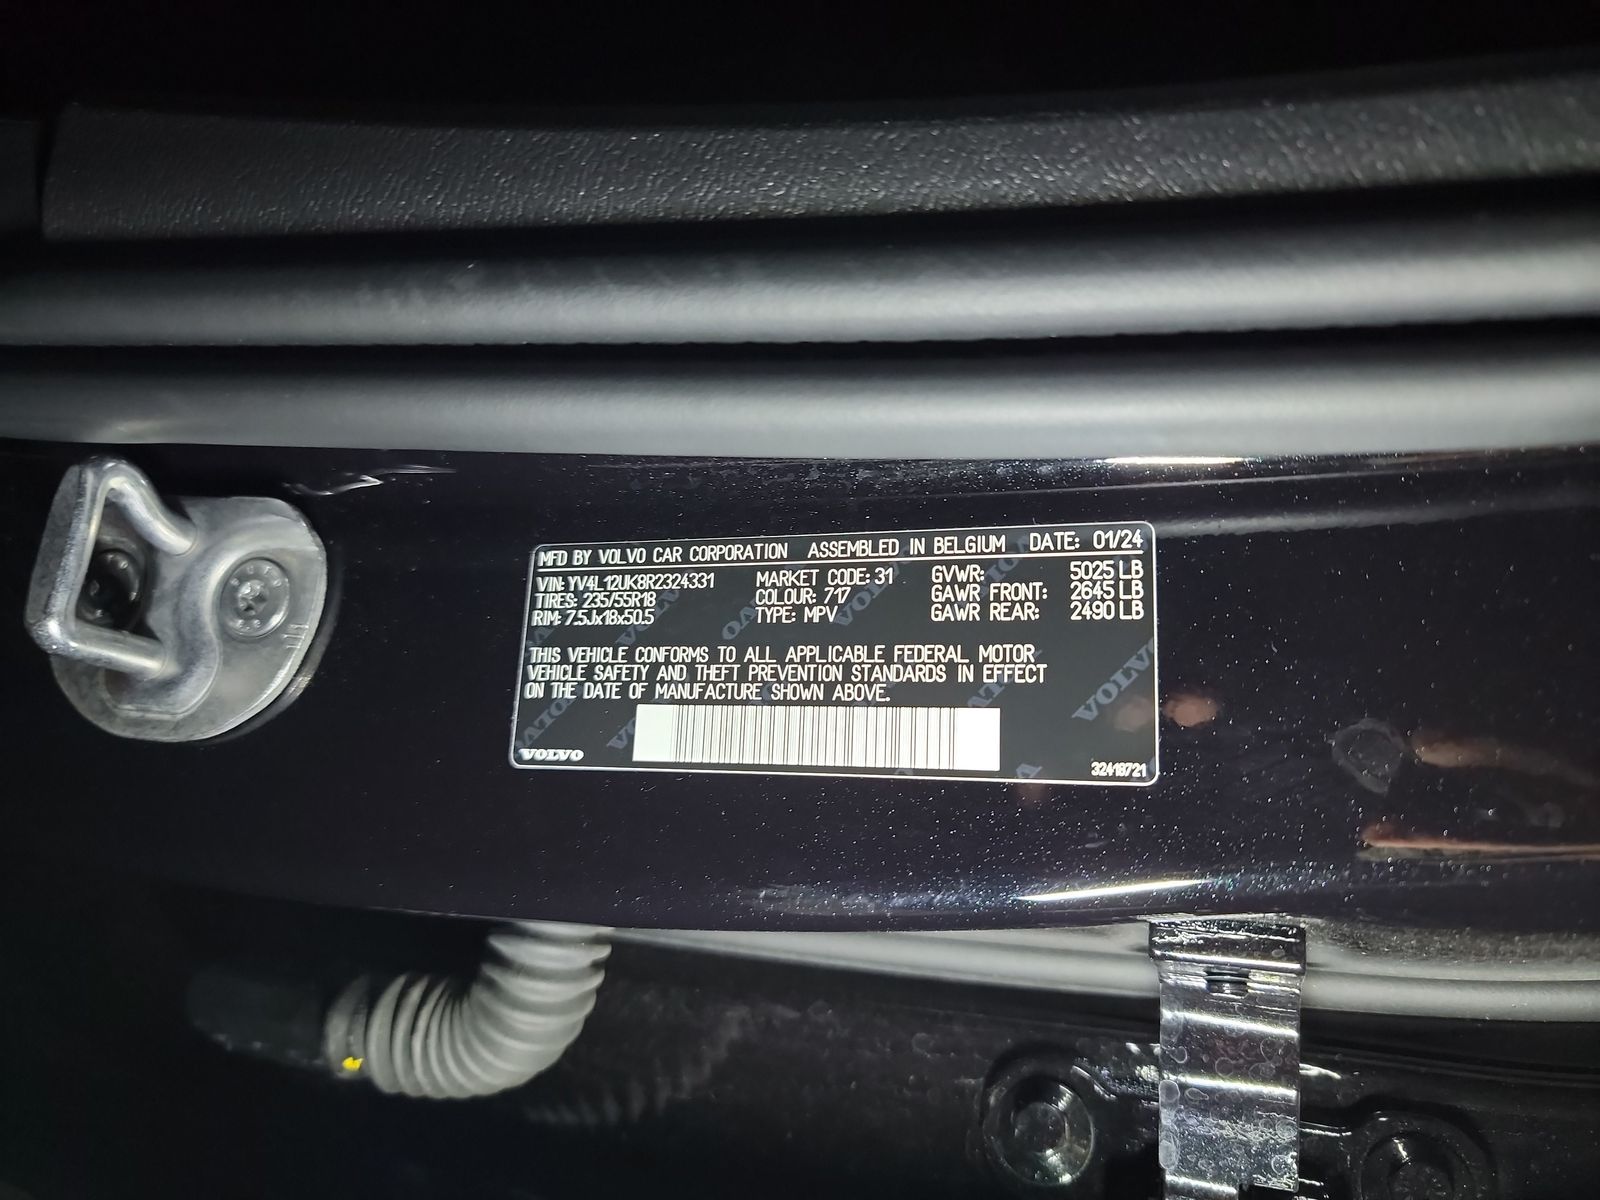 MFD BY VOLVO CAR CORPORATION ASSEMBLED IN BELGIUM DATE: 01/24
VIN: YV4L12UK8R2324331 MARKET CODE: 31 GVWR: 5025 LB
TIRES: 235/55R18 COLOUR: 717 GAWR FRONT: 2645 LB
RIM: 7.5Jx18x50.5 TYPE: MPV GAWR REAR: 2490 LB
THIS VEHICLE CONFORMS TO ALL APPLICABLE FEDERAL MOTOR
VEHICLE SAFETY AND THEFT PREVENTION STANDARDS IN EFFECT
ON THE DATE OF MANUFACTURE SHOWN ABOVE.
VOLVO 32418721